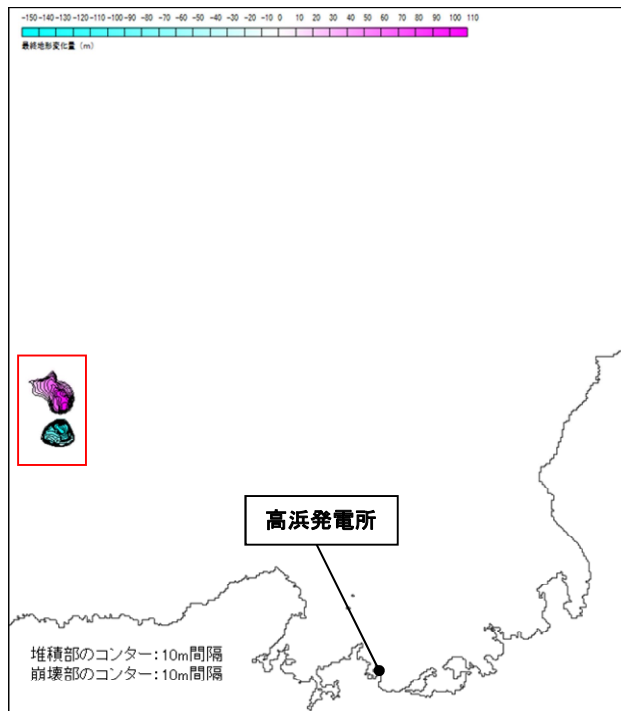 -150 -140 -130 -120 -110 -100 -90 -80 -70 -60 -50 -40 -30 -20 -10 0 10 20 30 40 50 60 70 80 90 100 110
最終地形変化量（m）
高浜発電所
堆積部のコンター：10m間隔
崩壊部のコンター：10m間隔